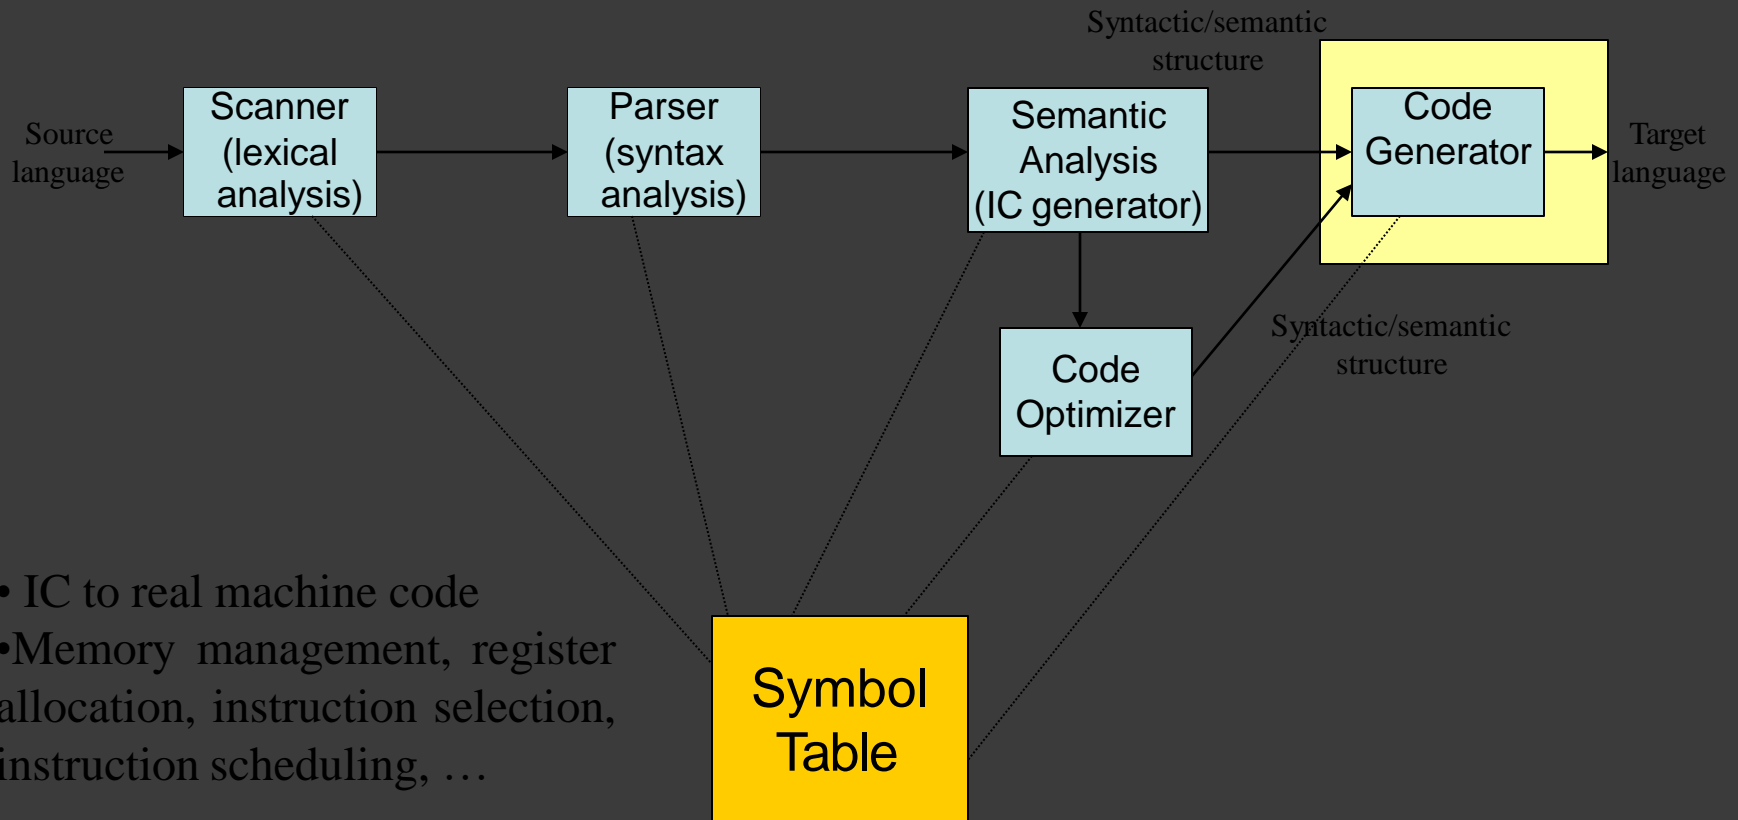 Syntactic/semantic
structure
Source
language
Scanner
(lexical
analysis)
Parser
(syntax
analysis)
Semantic
Analysis
(IC generator)
Code
Generator
Target
language
Code
Optimizer
Syntactic/semantic
structure
• IC to real machine code
•Memory management, register
allocation, instruction selection,
instruction scheduling, …
Symbol
Table